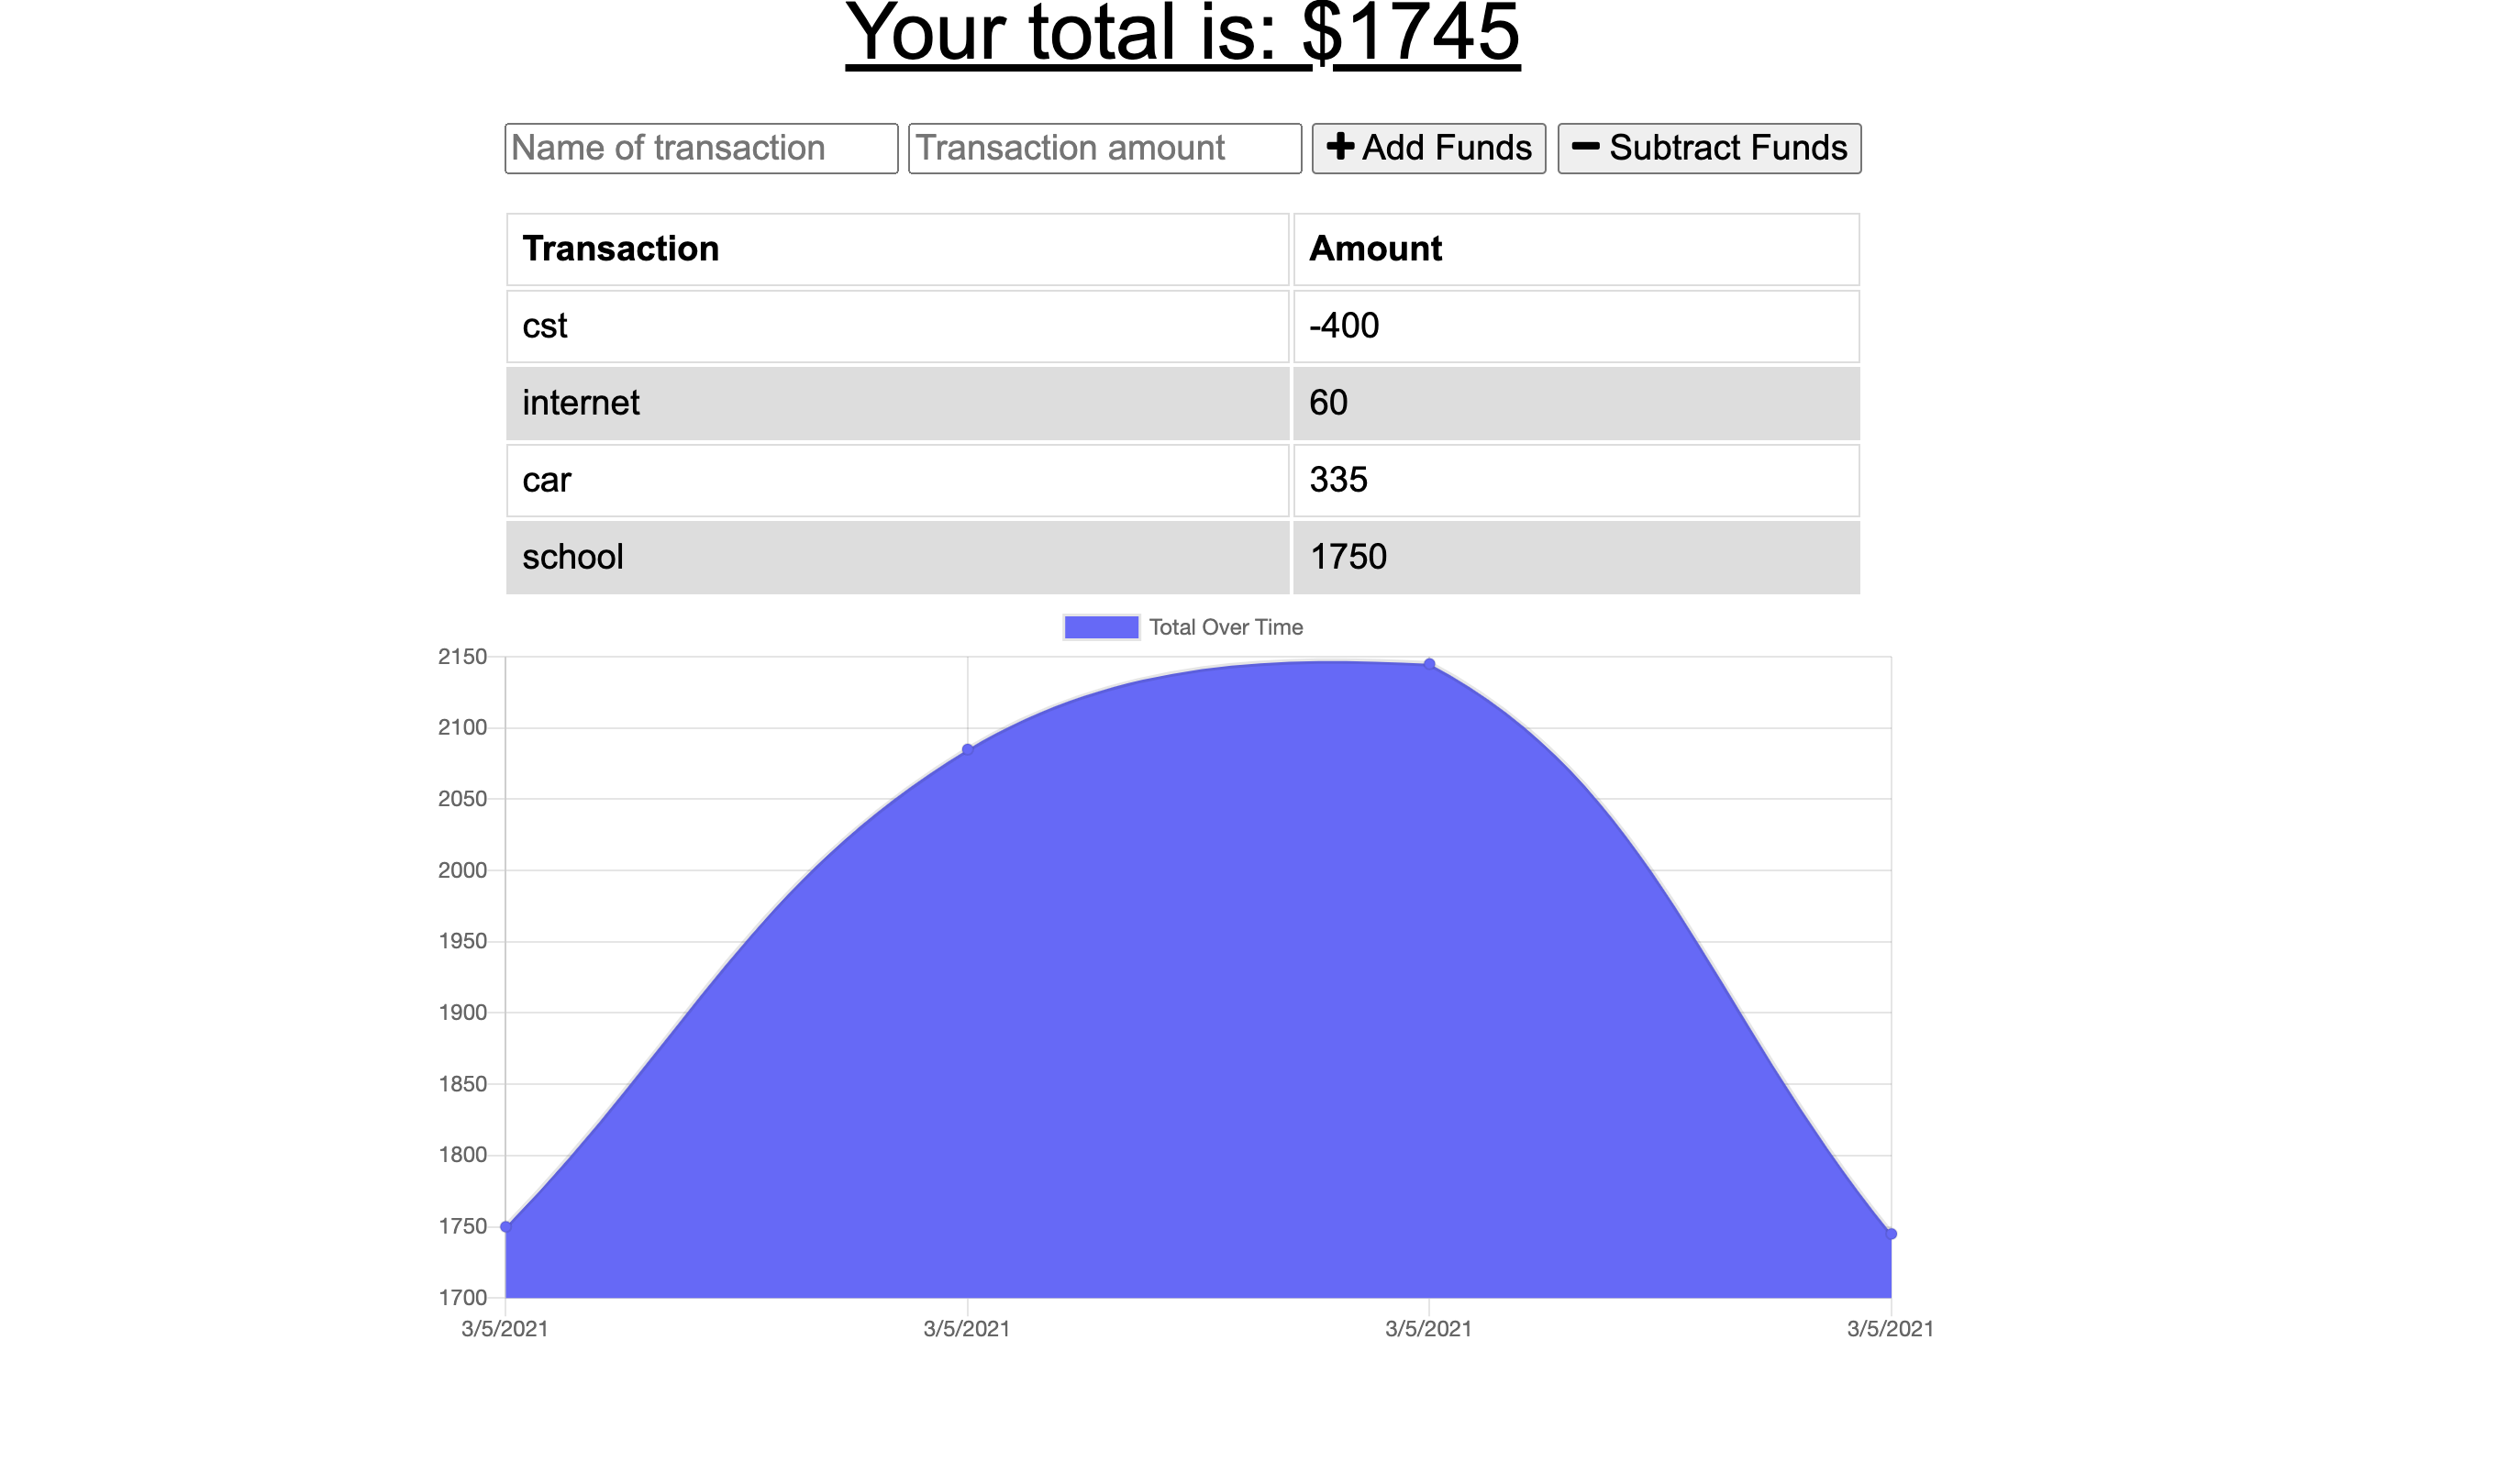 Your total is: $1745
Name of transaction Transaction amount Add Funds Subtract Funds
Transaction Amount
cst -400
internet 60
car 335
school 1750
Total Over Time
2150
2100
2050
2000
1950
1900
1850
1800
1750
1700
3/5/2021 3/5/2021 3/5/2021 3/5/2021